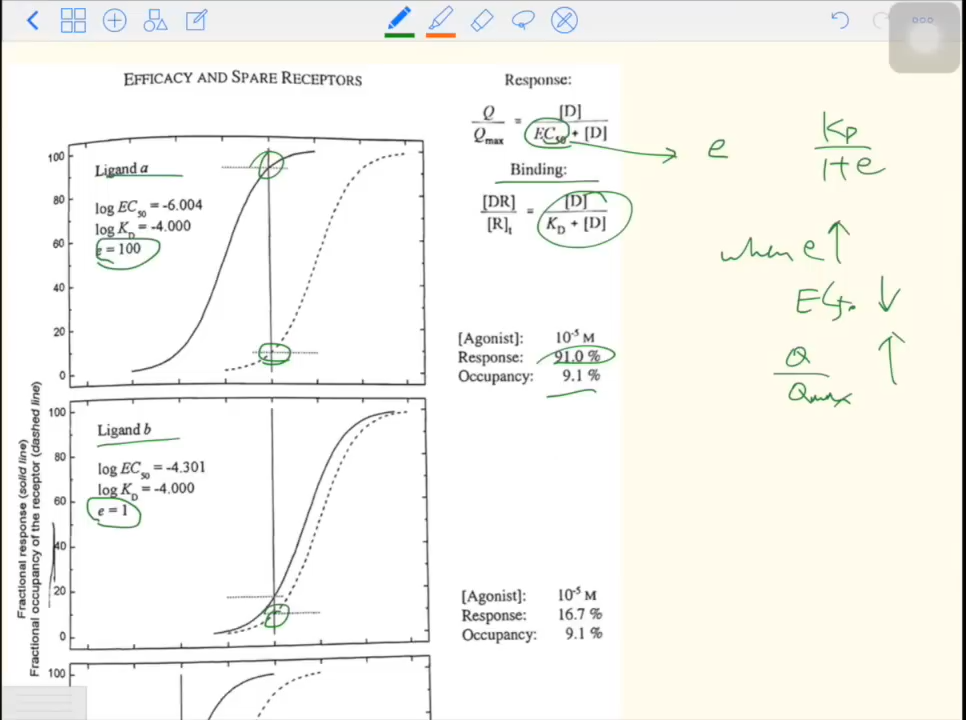 EFFICACY AND SPARE RECEPTORS
Response:
Q/Qmax = [D]/EC50 + [D]
Binding:
[DR]/[R]t = [D]/KD + [D]
100
80
60
40
20
0
Ligand a
log EC50 = -6.004
log KD = -4.000
e = 100
[Agonist]: 10-5 M
Response: 91.0 %
Occupancy: 9.1 %
100
80
60
40
20
0
Ligand b
log EC50 = -4.301
log KD = -4.000
e = 1
[Agonist]: 10-5 M
Response: 16.7 %
Occupancy: 9.1 %
100
Fractional response (solid line)
Fractional occupancy of the receptor (dashed line)
e KD/1+e
when e ↑
EC50 ↓
Q/Qmax ↑